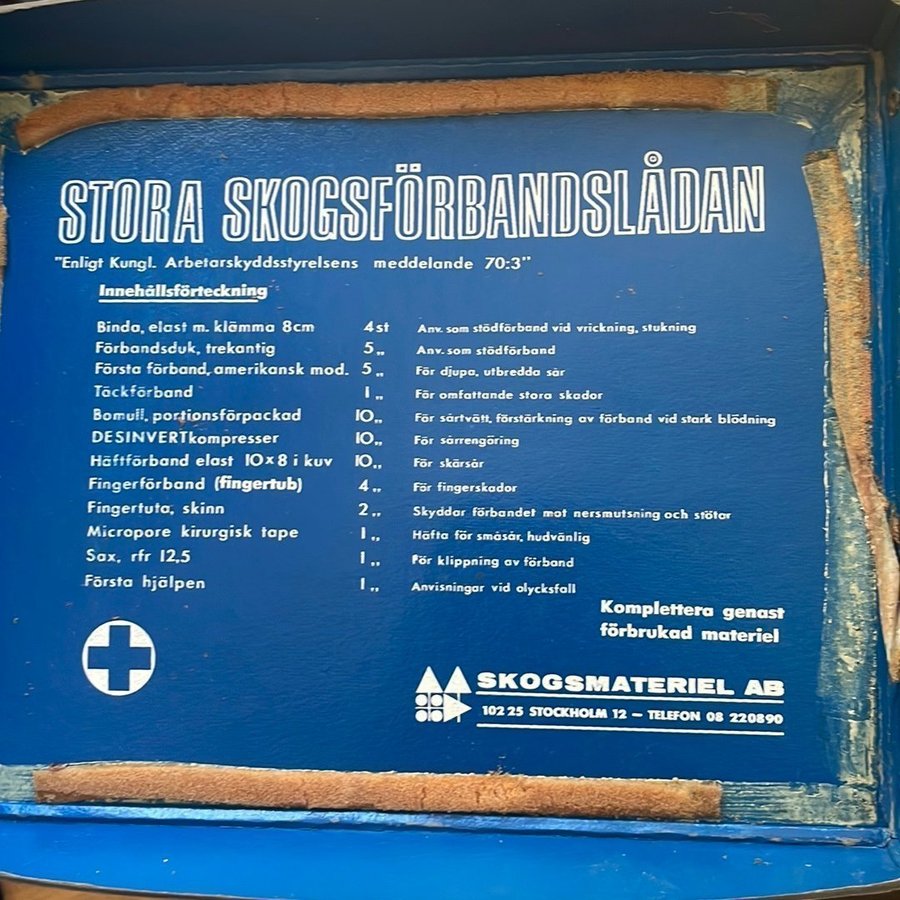 STORA SKOGSFÖRBANDSLÅDAN
"Enligt Kungl. Arbetarskyddsstyrelsens meddelande 70:3"
Innehållsförteckning
Binda, elast m. klämma 8cm 4 st Anv. som stödförband vid vrickning, stukning
Förbandsduk, trekantig 5 „ Anv. som stödförband
Första förband, amerikansk mod. 5 „ För djupa, utbredda sår
Täckförband 1 „ För omfattande stora skador
Bomull, portionsförpackad 10 „ För sårtvätt, förstärkning av förband vid stark blödning
DESINVERTkompresser 10 „ För sårrengöring
Häftförband elast 10x8 i kuv 10 „ För skärsår
Fingerförband (fingertub) 4 „ För fingerskador
Fingertuta, skinn 2 „ Skyddar förbandet mot nersmutsning och stötar
Micropore kirurgisk tape 1 „ Häfta för småsår, hudvänlig
Sax, rfr 12,5 1 „ För klippning av förband
Första hjälpen 1 „ Anvisningar vid olycksfall
Komplettera genast
förbrukad materiel
SKOGSMATERIEL AB
102 25 STOCKHOLM 12 – TELEFON 08 220890